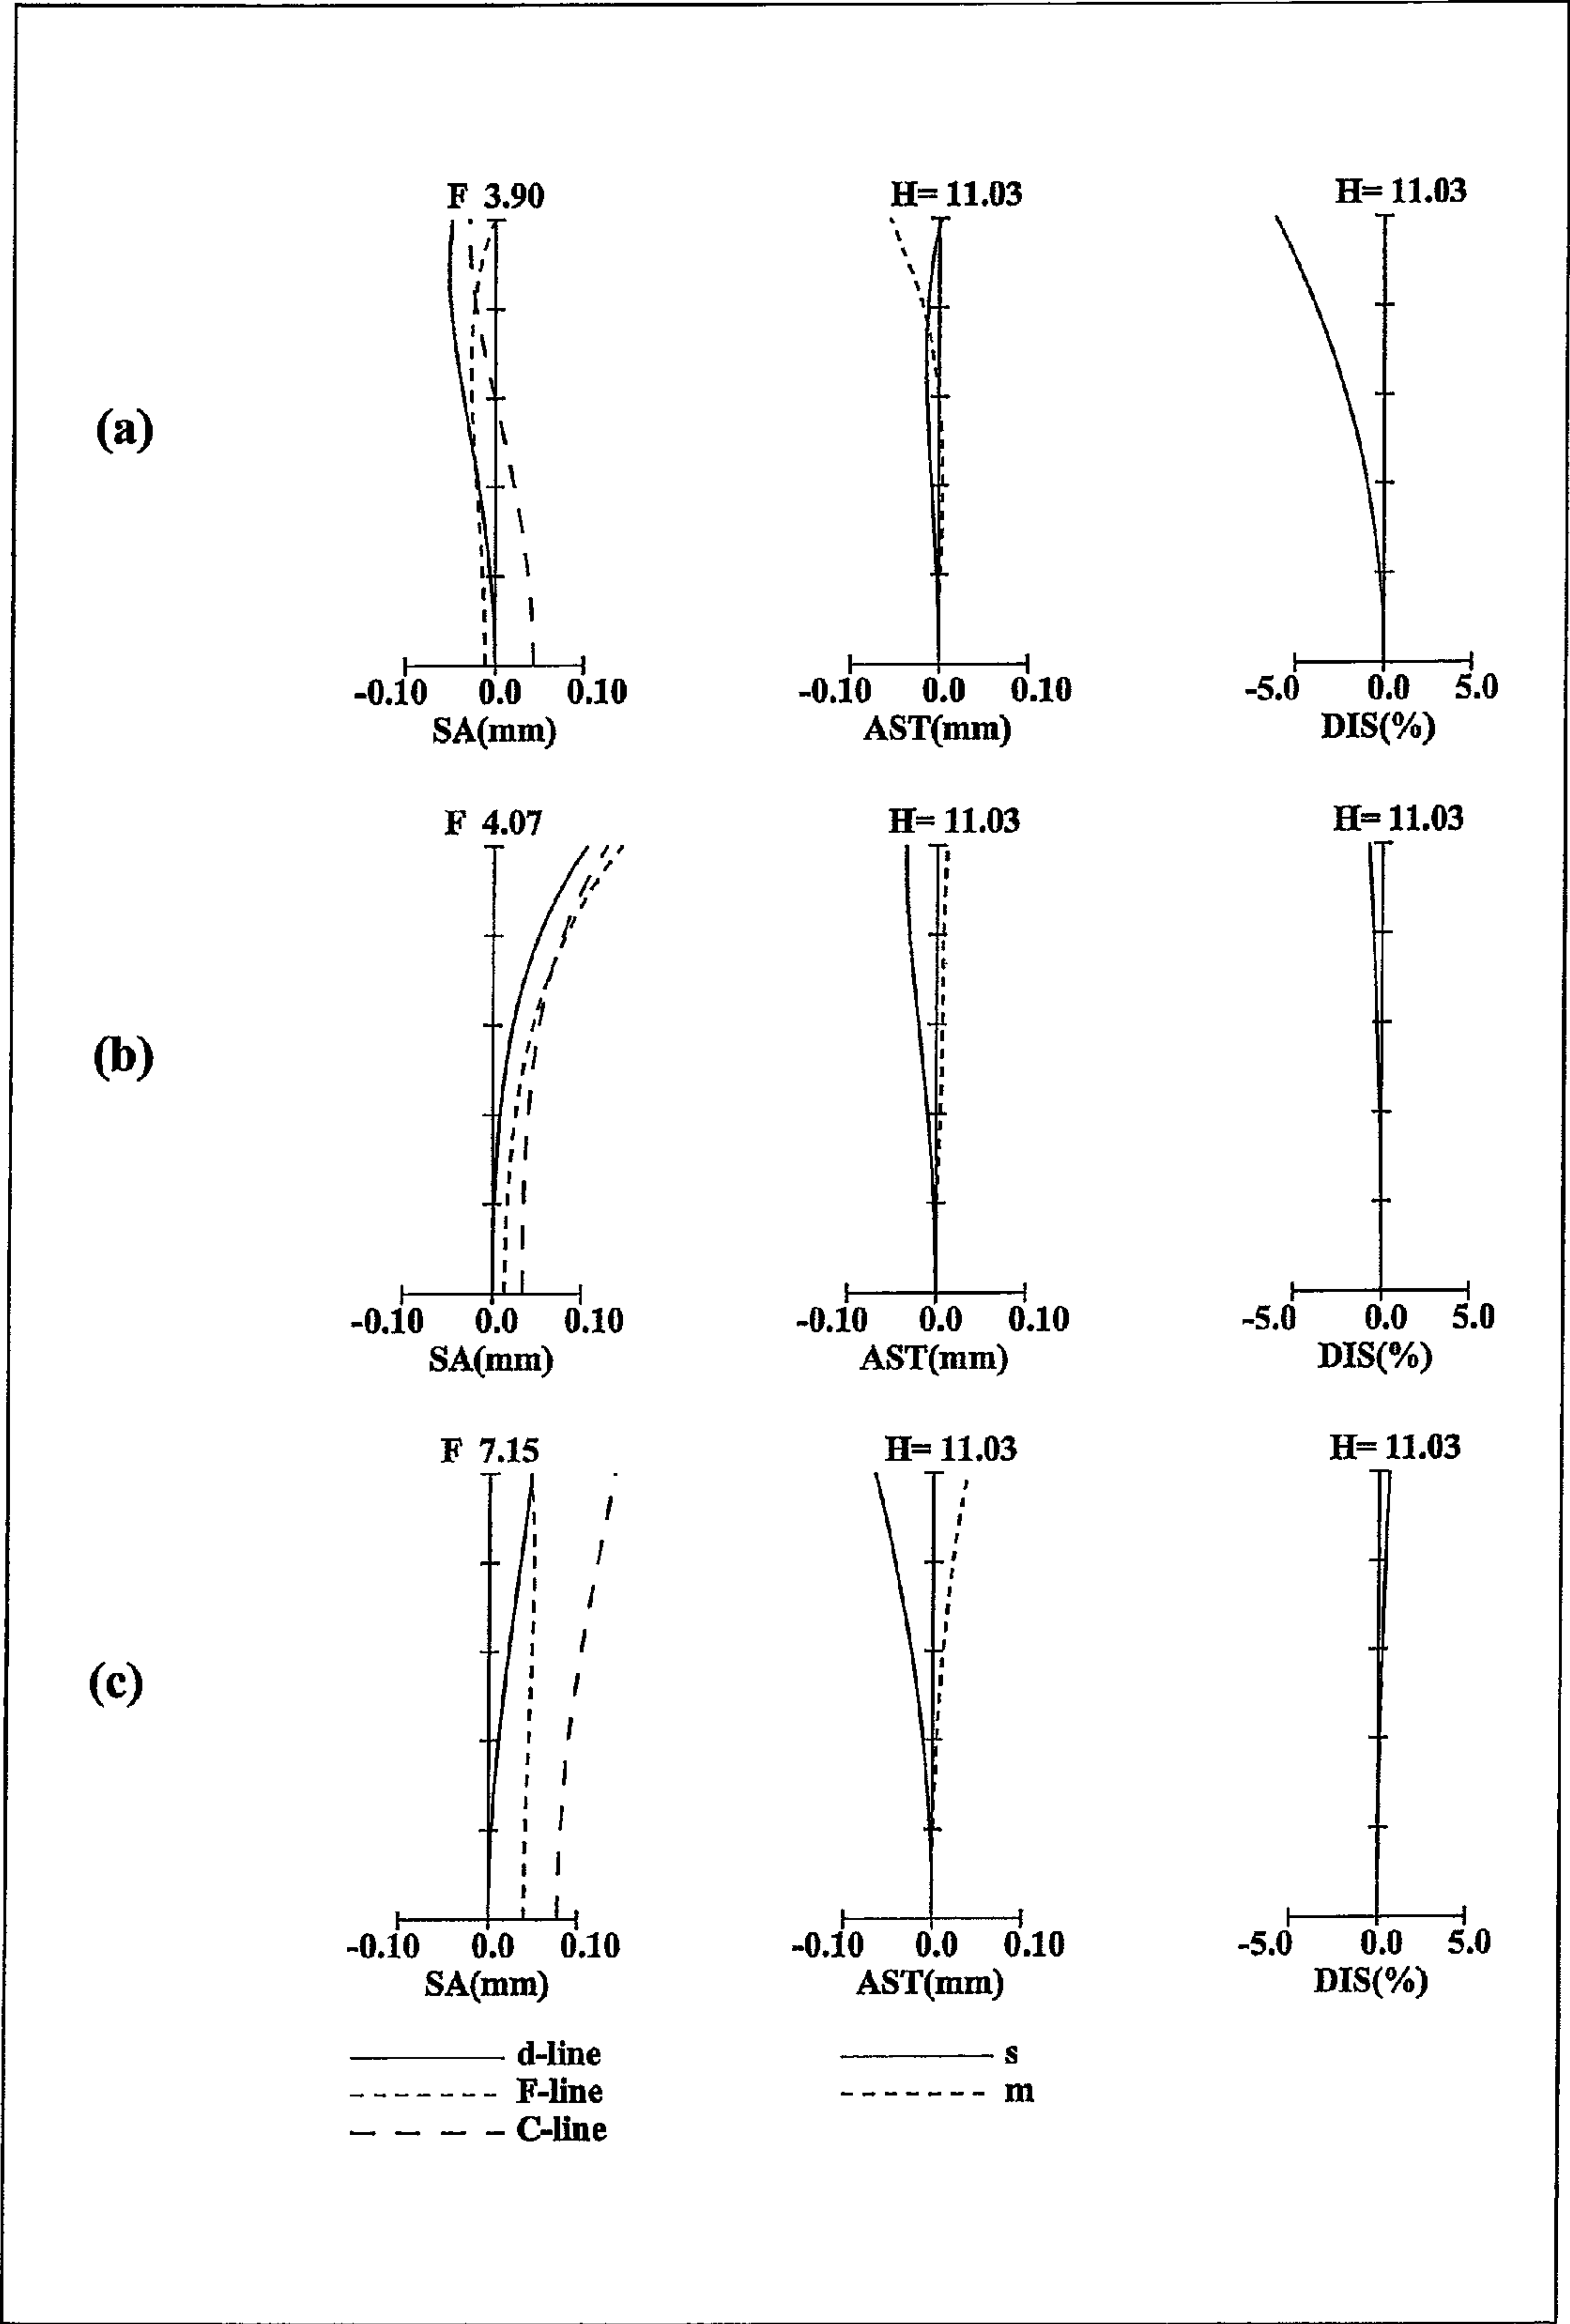 F 3.90 H= 11.03 H= 11.03
(a)
-0.10 0.0 0.10 -0.10 0.0 0.10 -5.0 0.0 5.0
SA(mm) AST(mm) DIS(%)
F 4.07 H= 11.03 H= 11.03
(b)
-0.10 0.0 0.10 -0.10 0.0 0.10 -5.0 0.0 5.0
SA(mm) AST(mm) DIS(%)
F 7.15 H= 11.03 H= 11.03
(c)
-0.10 0.0 0.10 -0.10 0.0 0.10 -5.0 0.0 5.0
SA(mm) AST(mm) DIS(%)
d-line s
F-line m
C-line